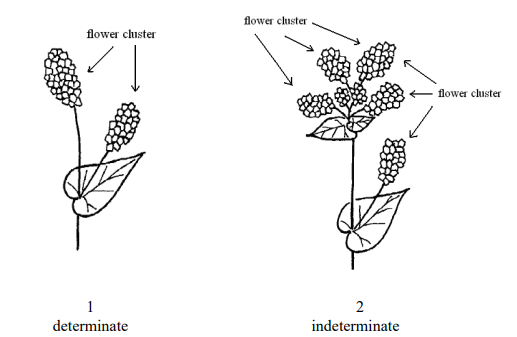 flower cluster
flower cluster
flower cluster
1
determinate
2
indeterminate